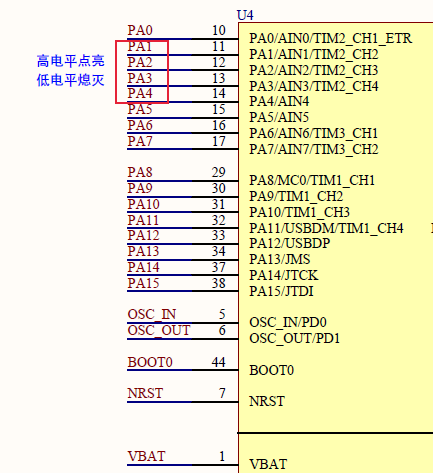 U4
PA0 10 PA0/AIN0/TIM2_CH1_ETR
PA1 11 PA1/AIN1/TIM2_CH2
高电平点亮 PA2 12 PA2/AIN2/TIM2_CH3
低电平熄灭 PA3 13 PA3/AIN3/TIM2_CH4
PA4 14 PA4/AIN4
PA5 15 PA5/AIN5
PA6 16 PA6/AIN6/TIM3_CH1
PA7 17 PA7/AIN7/TIM3_CH2
PA8 29 PA8/MC0/TIM1_CH1
PA9 30 PA9/TIM1_CH2
PA10 31 PA10/TIM1_CH3
PA11 32 PA11/USBDM/TIM1_CH4
PA12 33 PA12/USBDP
PA13 34 PA13/JMS
PA14 37 PA14/JTCK
PA15 38 PA15/JTDI
OSC_IN 5 OSC_IN/PD0
OSC_OUT 6 OSC_OUT/PD1
BOOT0 44 BOOT0
NRST 7 NRST
VBAT 1 VBAT